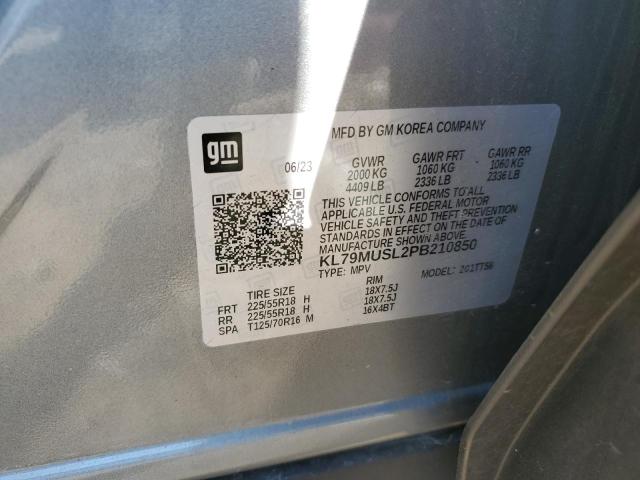 gm
MFD BY GM KOREA COMPANY
06/23 GVWR GAWR FRT GAWR RR
2000 KG 1060 KG 1060 KG
4409 LB 2336 LB 2336 LB
THIS VEHICLE CONFORMS TO ALL
APPLICABLE U.S. FEDERAL MOTOR
VEHICLE SAFETY AND THEFT PREVENTION
STANDARDS IN EFFECT ON THE DATE OF
MANUFACTURE SHOWN ABOVE.
KL79MUSL2PB210850
TYPE: MPV MODEL: 201TT56
TIRE SIZE RIM
FRT 225/55R18 H 18X7.5J
RR 225/55R18 H 18X7.5J
SPA T125/70R16 M 16X4BT